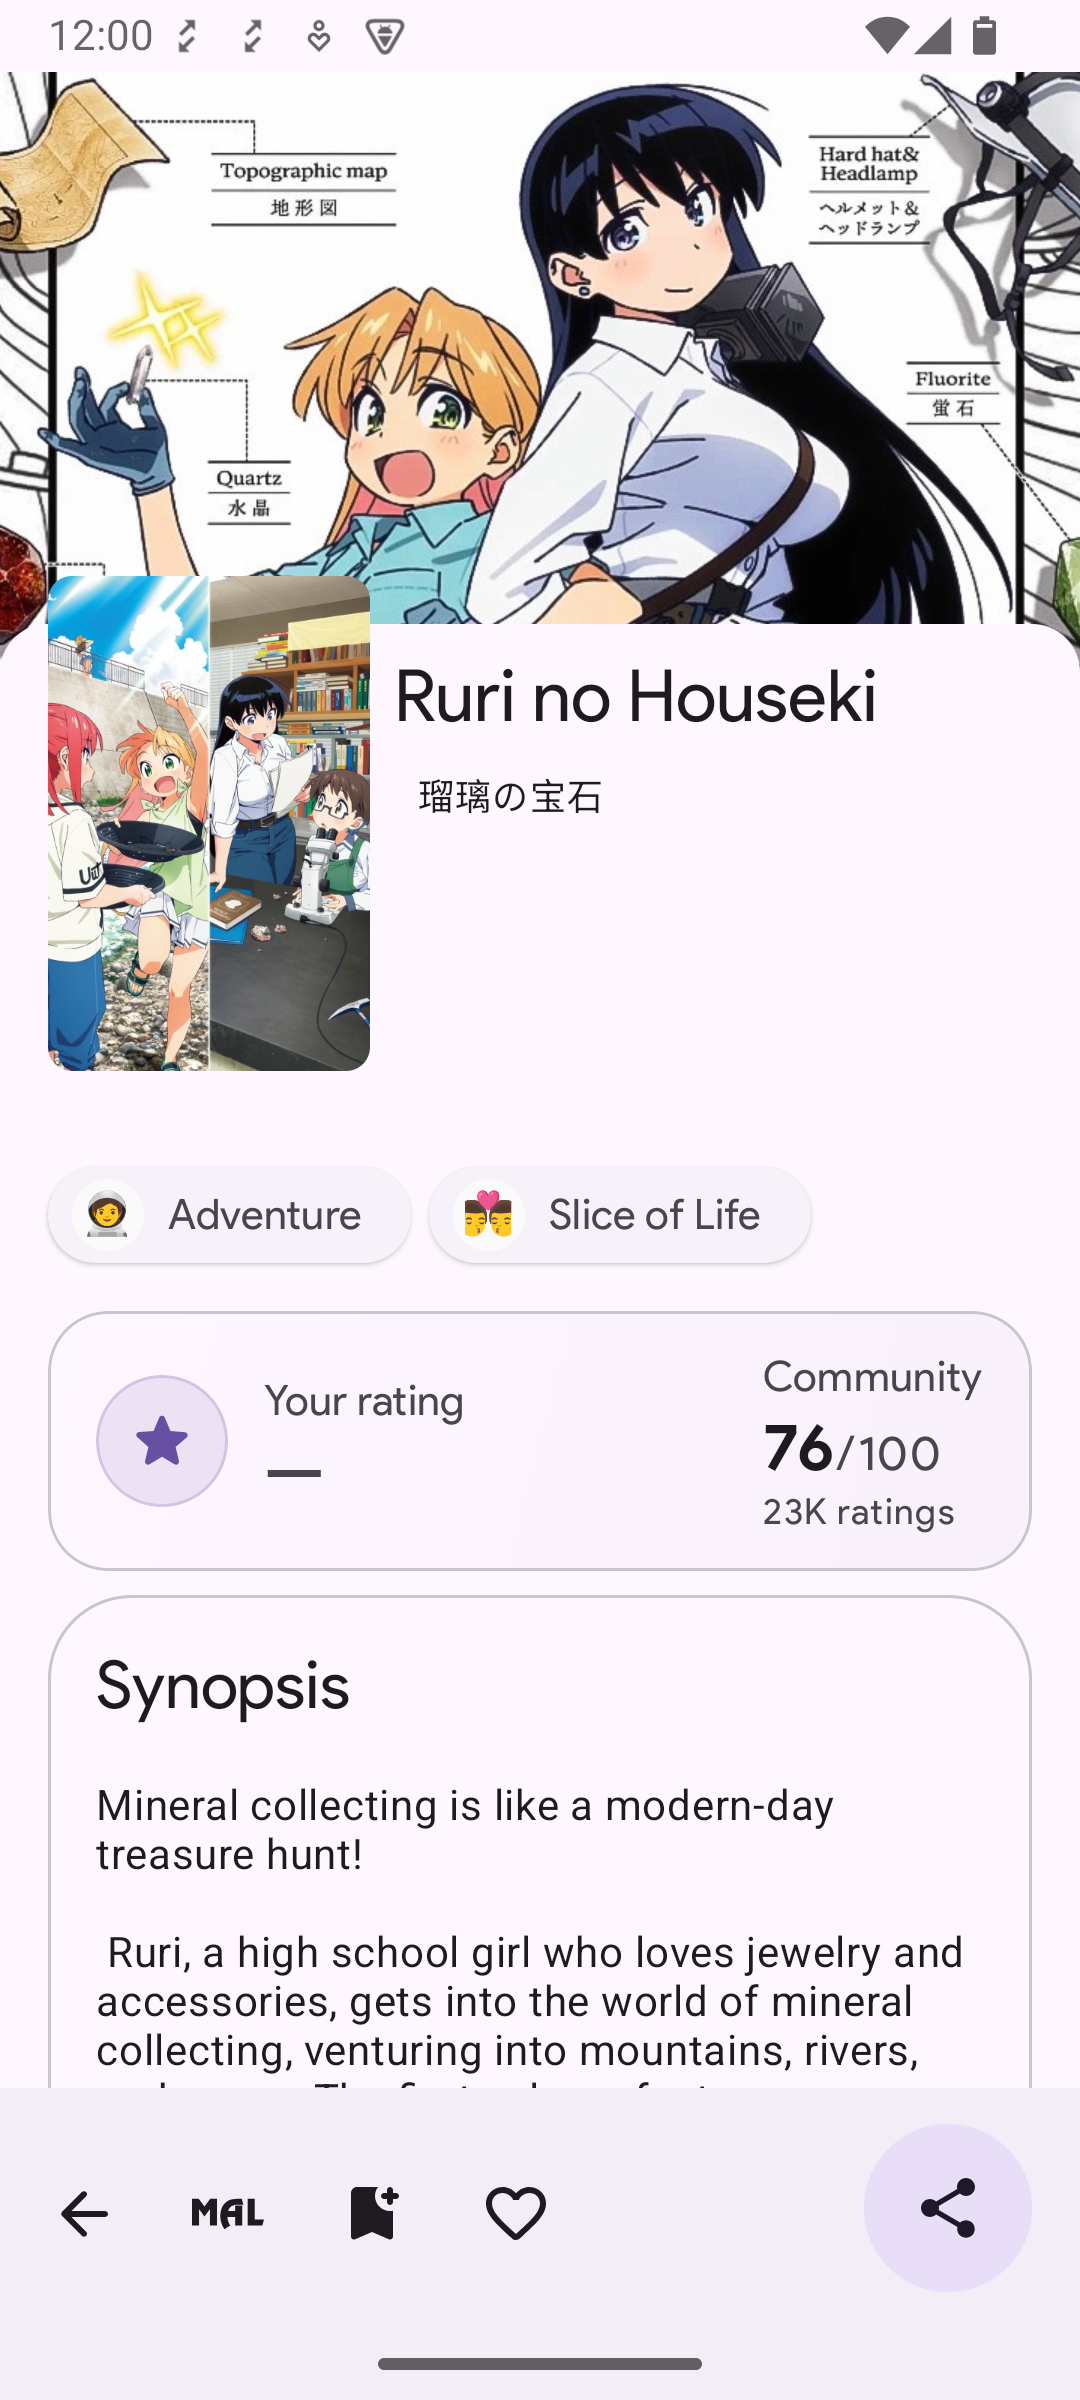 12:00
Topographic map
地形図
Hard hat&
Headlamp
ヘルメット&
ヘッドランプ
Fluorite
蛍石
Quartz
水晶
Ruri no Houseki
瑠璃の宝石
Adventure
Slice of Life
Your rating
—
Community
76/100
23K ratings
Synopsis
Mineral collecting is like a modern-day
treasure hunt!
Ruri, a high school girl who loves jewelry and
accessories, gets into the world of mineral
collecting, venturing into mountains, rivers,
MAL